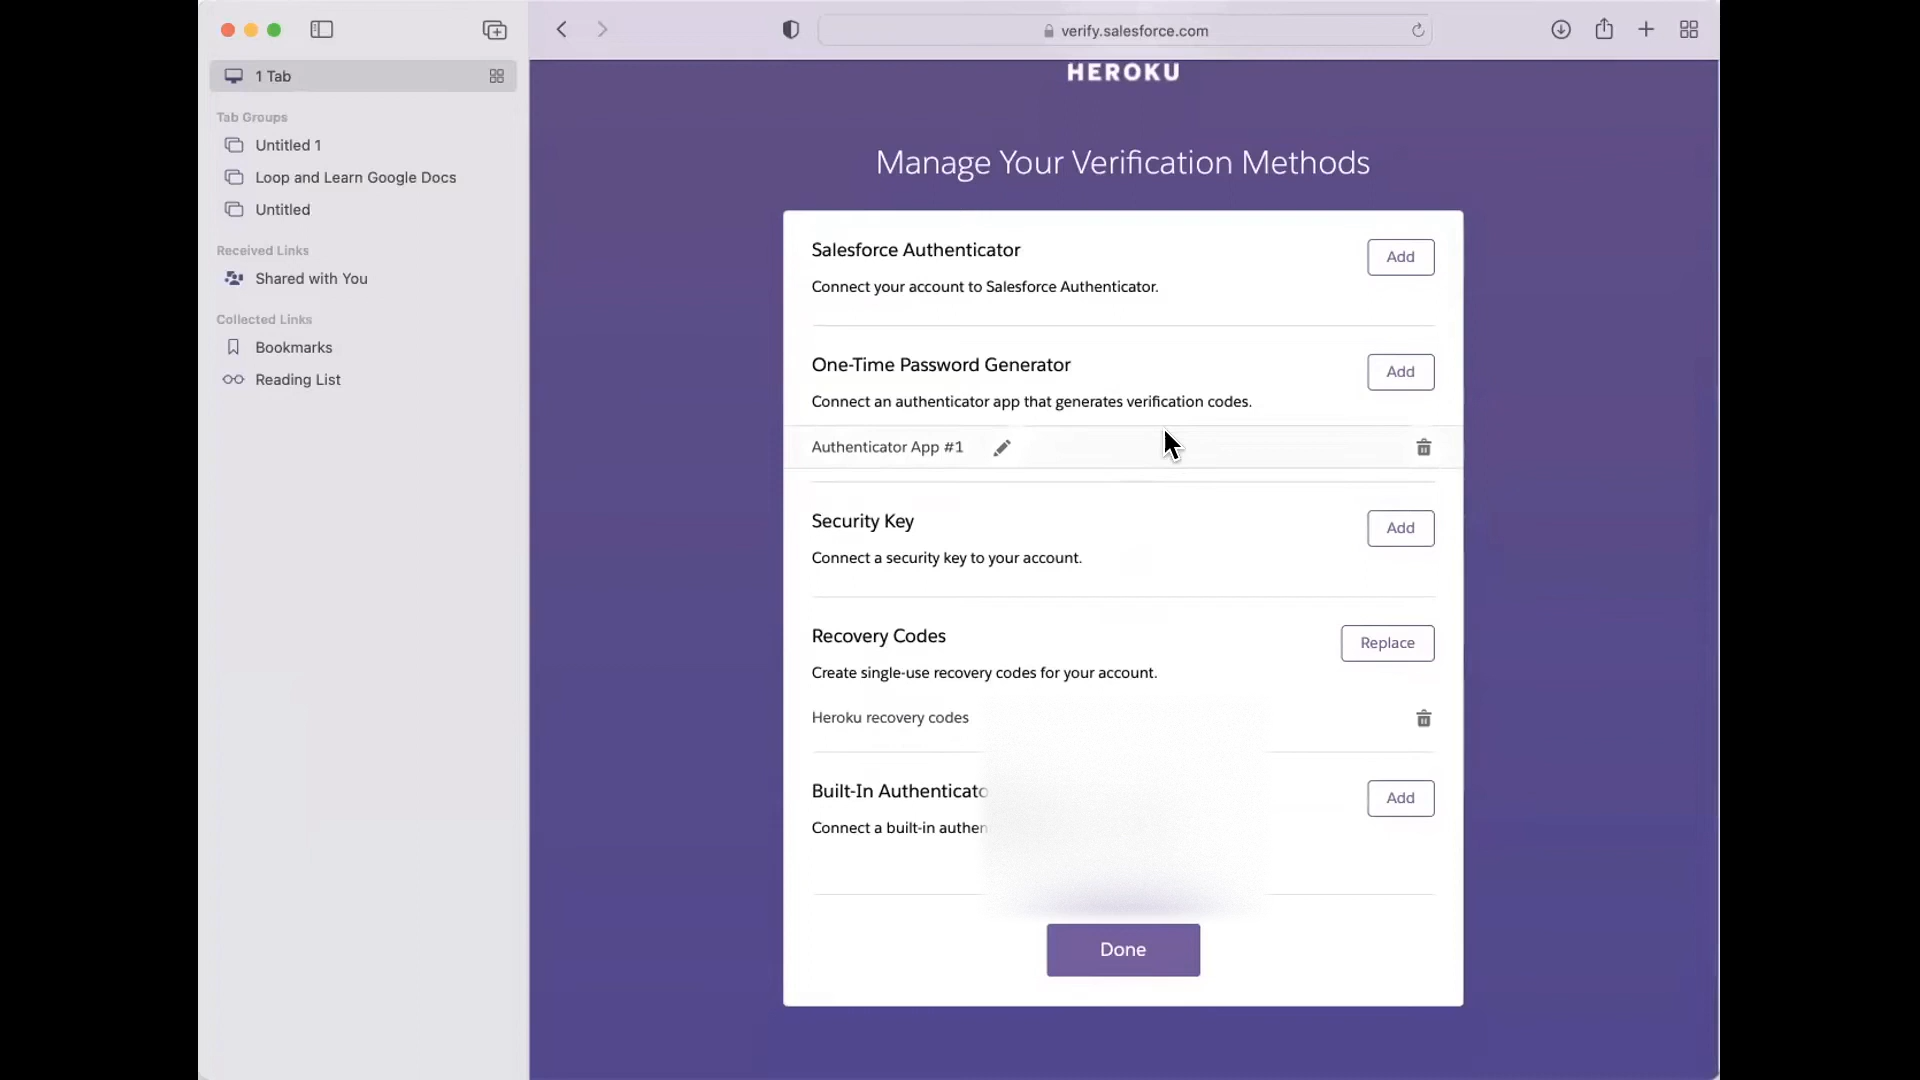 verify.salesforce.com
1 Tab
Tab Groups
Untitled 1
Loop and Learn Google Docs
Untitled
Received Links
Shared with You
Collected Links
Bookmarks
Reading List
HEROKU
Manage Your Verification Methods
Salesforce Authenticator
Add
Connect your account to Salesforce Authenticator.
One-Time Password Generator
Add
Connect an authenticator app that generates verification codes.
Authenticator App #1
Security Key
Add
Connect a security key to your account.
Recovery Codes
Replace
Create single-use recovery codes for your account.
Heroku recovery codes
Built-In Authenticato
Add
Connect a built-in authen
Done